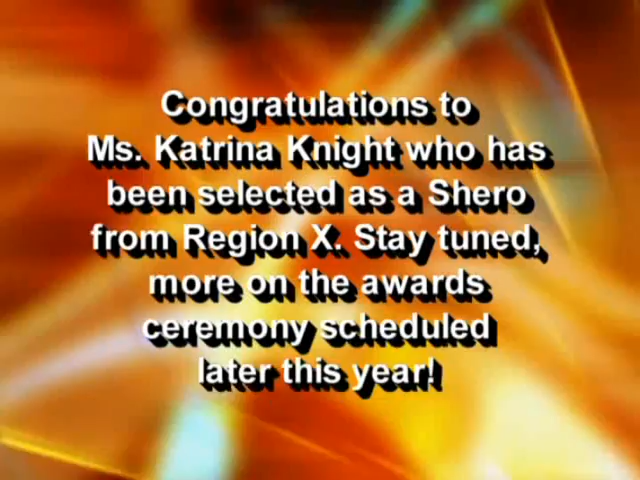 Congratulations to
Ms. Katrina Knight who has
been selected as a Shero
from Region X. Stay tuned,
more on the awards
ceremony scheduled
later this year!